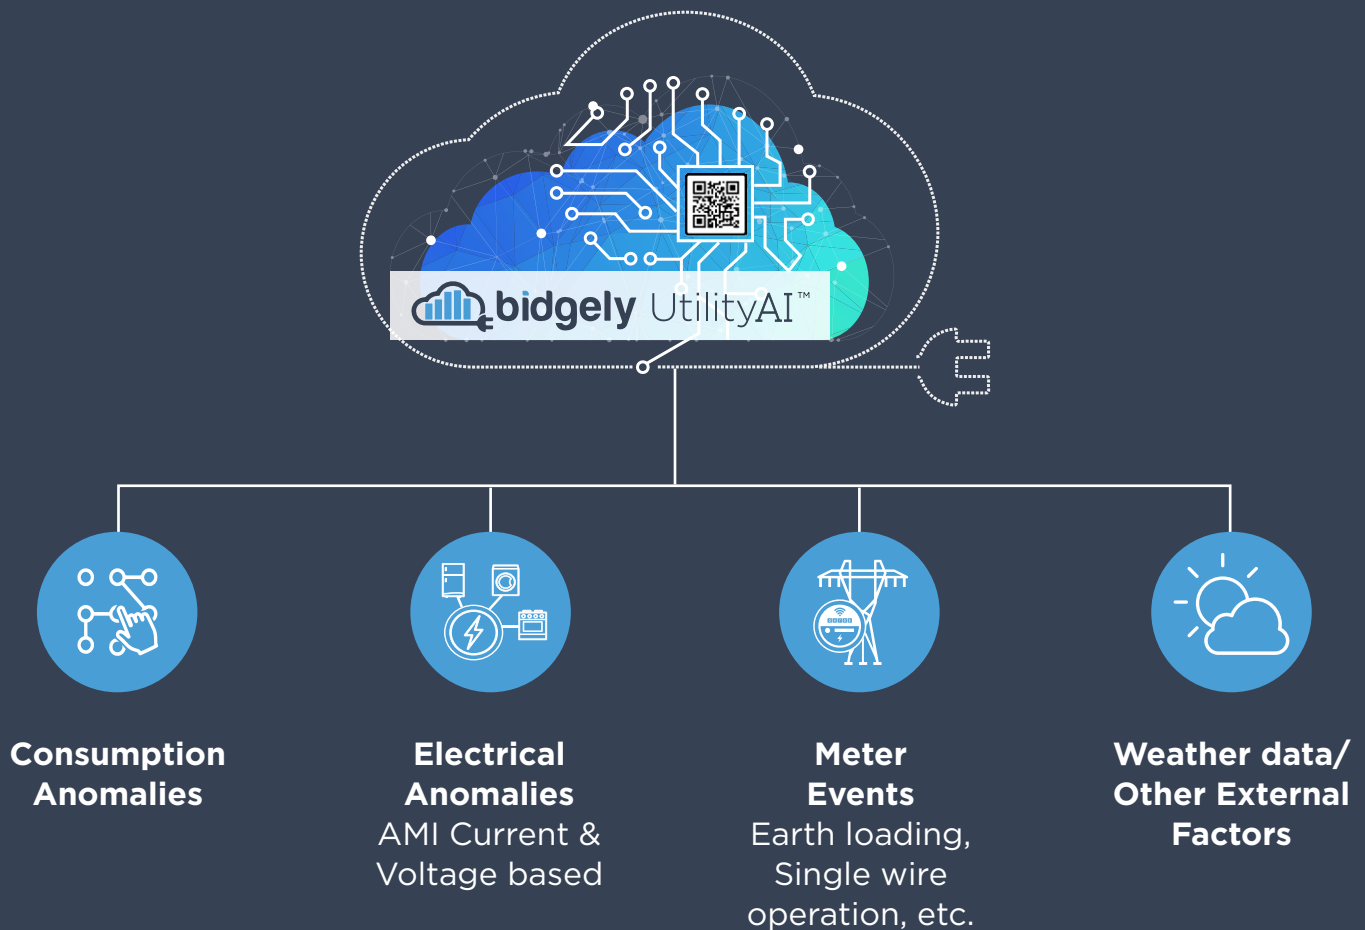 bidgely UtilityAI™
Consumption
Anomalies
Electrical
Anomalies
AMI Current &
Voltage based
Meter
Events
Earth loading,
Single wire
operation, etc.
Weather data/
Other External
Factors